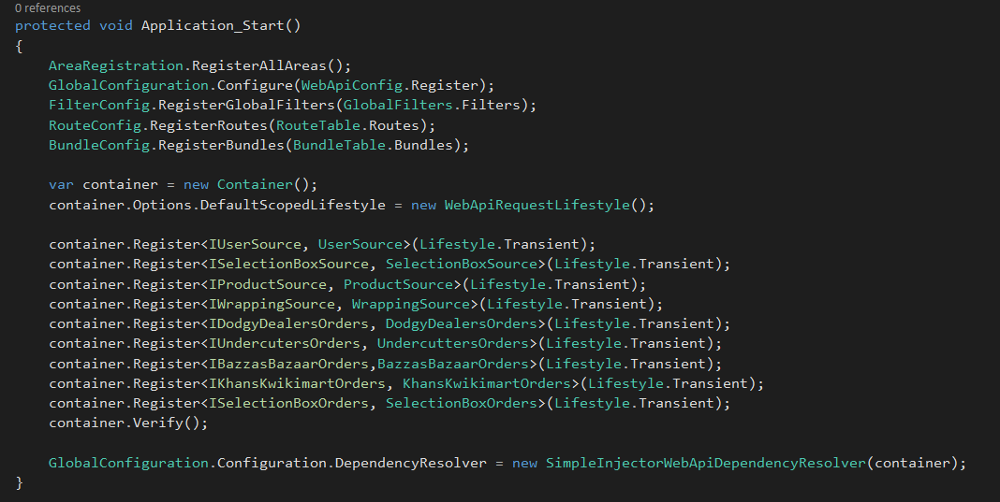 0 references
protected void Application_Start()
{
AreaRegistration.RegisterAllAreas();
GlobalConfiguration.Configure(WebApiConfig.Register);
FilterConfig.RegisterGlobalFilters(GlobalFilters.Filters);
RouteConfig.RegisterRoutes(RouteTable.Routes);
BundleConfig.RegisterBundles(BundleTable.Bundles);
var container = new Container();
container.Options.DefaultScopedLifestyle = new WebApiRequestLifestyle();
container.Register<IUserSource, UserSource>(Lifestyle.Transient);
container.Register<ISelectionBoxSource, SelectionBoxSource>(Lifestyle.Transient);
container.Register<IProductSource, ProductSource>(Lifestyle.Transient);
container.Register<IWrappingSource, WrappingSource>(Lifestyle.Transient);
container.Register<IDodgyDealersOrders, DodgyDealersOrders>(Lifestyle.Transient);
container.Register<IUndercutersOrders, UndercuttersOrders>(Lifestyle.Transient);
container.Register<IBazzasBazaarOrders,BazzasBazaarOrders>(Lifestyle.Transient);
container.Register<IKhansKwikimartOrders, KhansKwikimartOrders>(Lifestyle.Transient);
container.Register<ISelectionBoxOrders, SelectionBoxOrders>(Lifestyle.Transient);
container.Verify();
GlobalConfiguration.Configuration.DependencyResolver = new SimpleInjectorWebApiDependencyResolver(container);
}